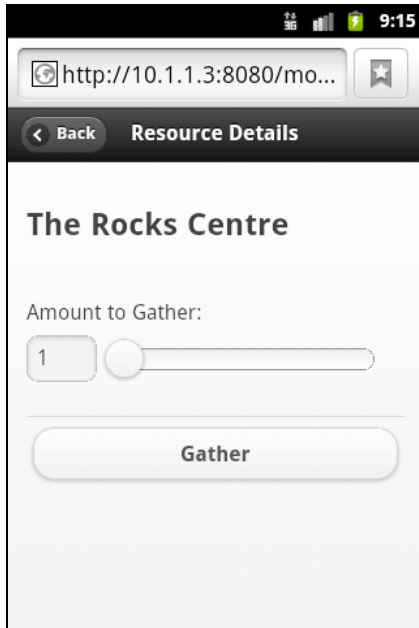 3G 9:15
http://10.1.1.3:8080/mo...
Back Resource Details
The Rocks Centre
Amount to Gather:
1
Gather